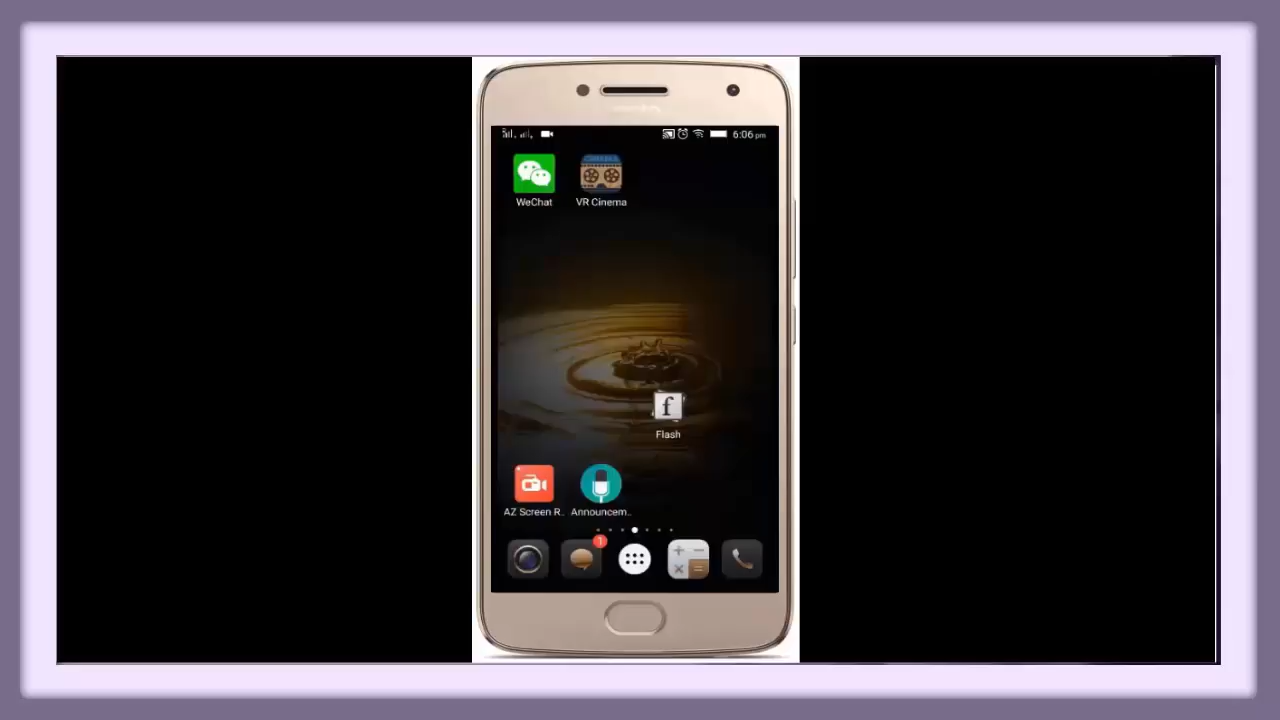 6:06 pm
WeChat
VR Cinema
f
Flash
AZ Screen R..
Announcem..
1